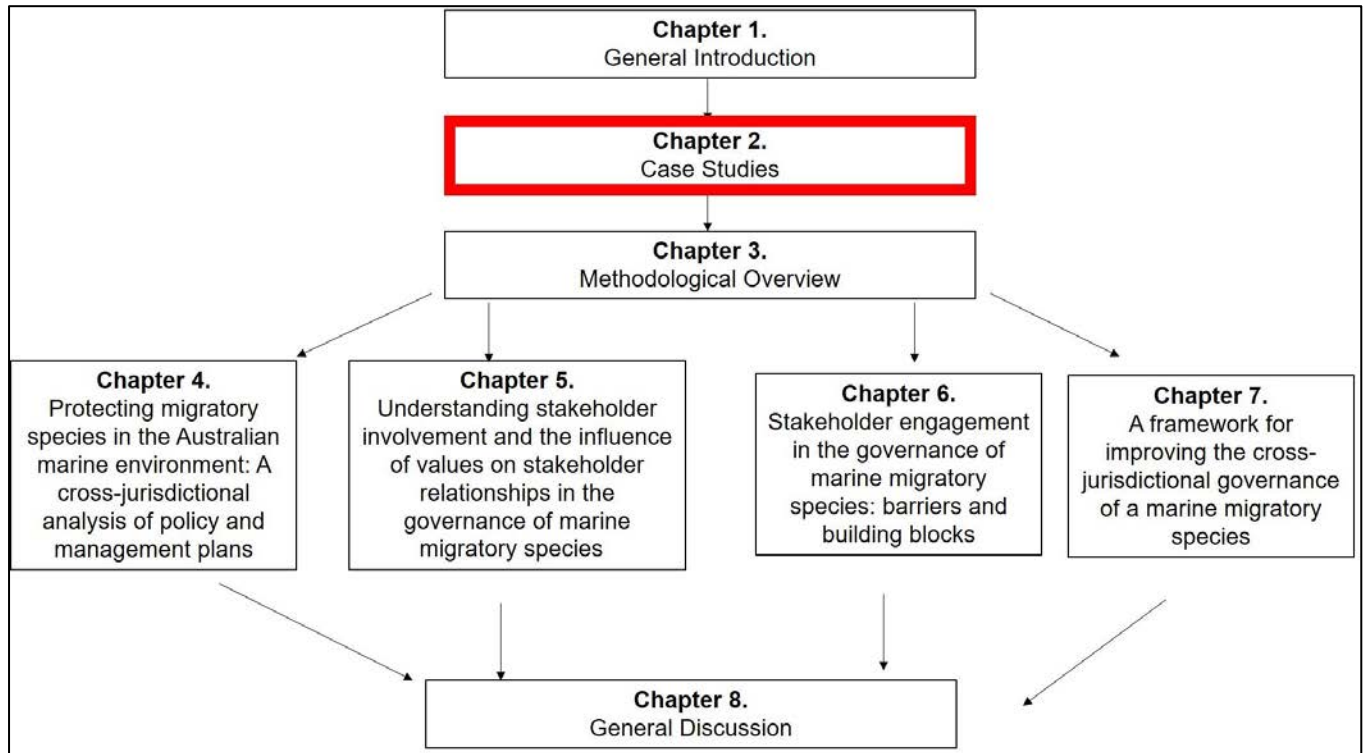 Chapter 1.
General Introduction
Chapter 2.
Case Studies
Chapter 3.
Methodological Overview
Chapter 4.
Protecting migratory
species in the Australian
marine environment: A
cross-jurisdictional
analysis of policy and
management plans
Chapter 5.
Understanding stakeholder
involvement and the influence
of values on stakeholder
relationships in the
governance of marine
migratory species
Chapter 6.
Stakeholder engagement
in the governance of
marine migratory
species: barriers and
building blocks
Chapter 7.
A framework for
improving the cross-
jurisdictional governance
of a marine migratory
species
Chapter 8.
General Discussion